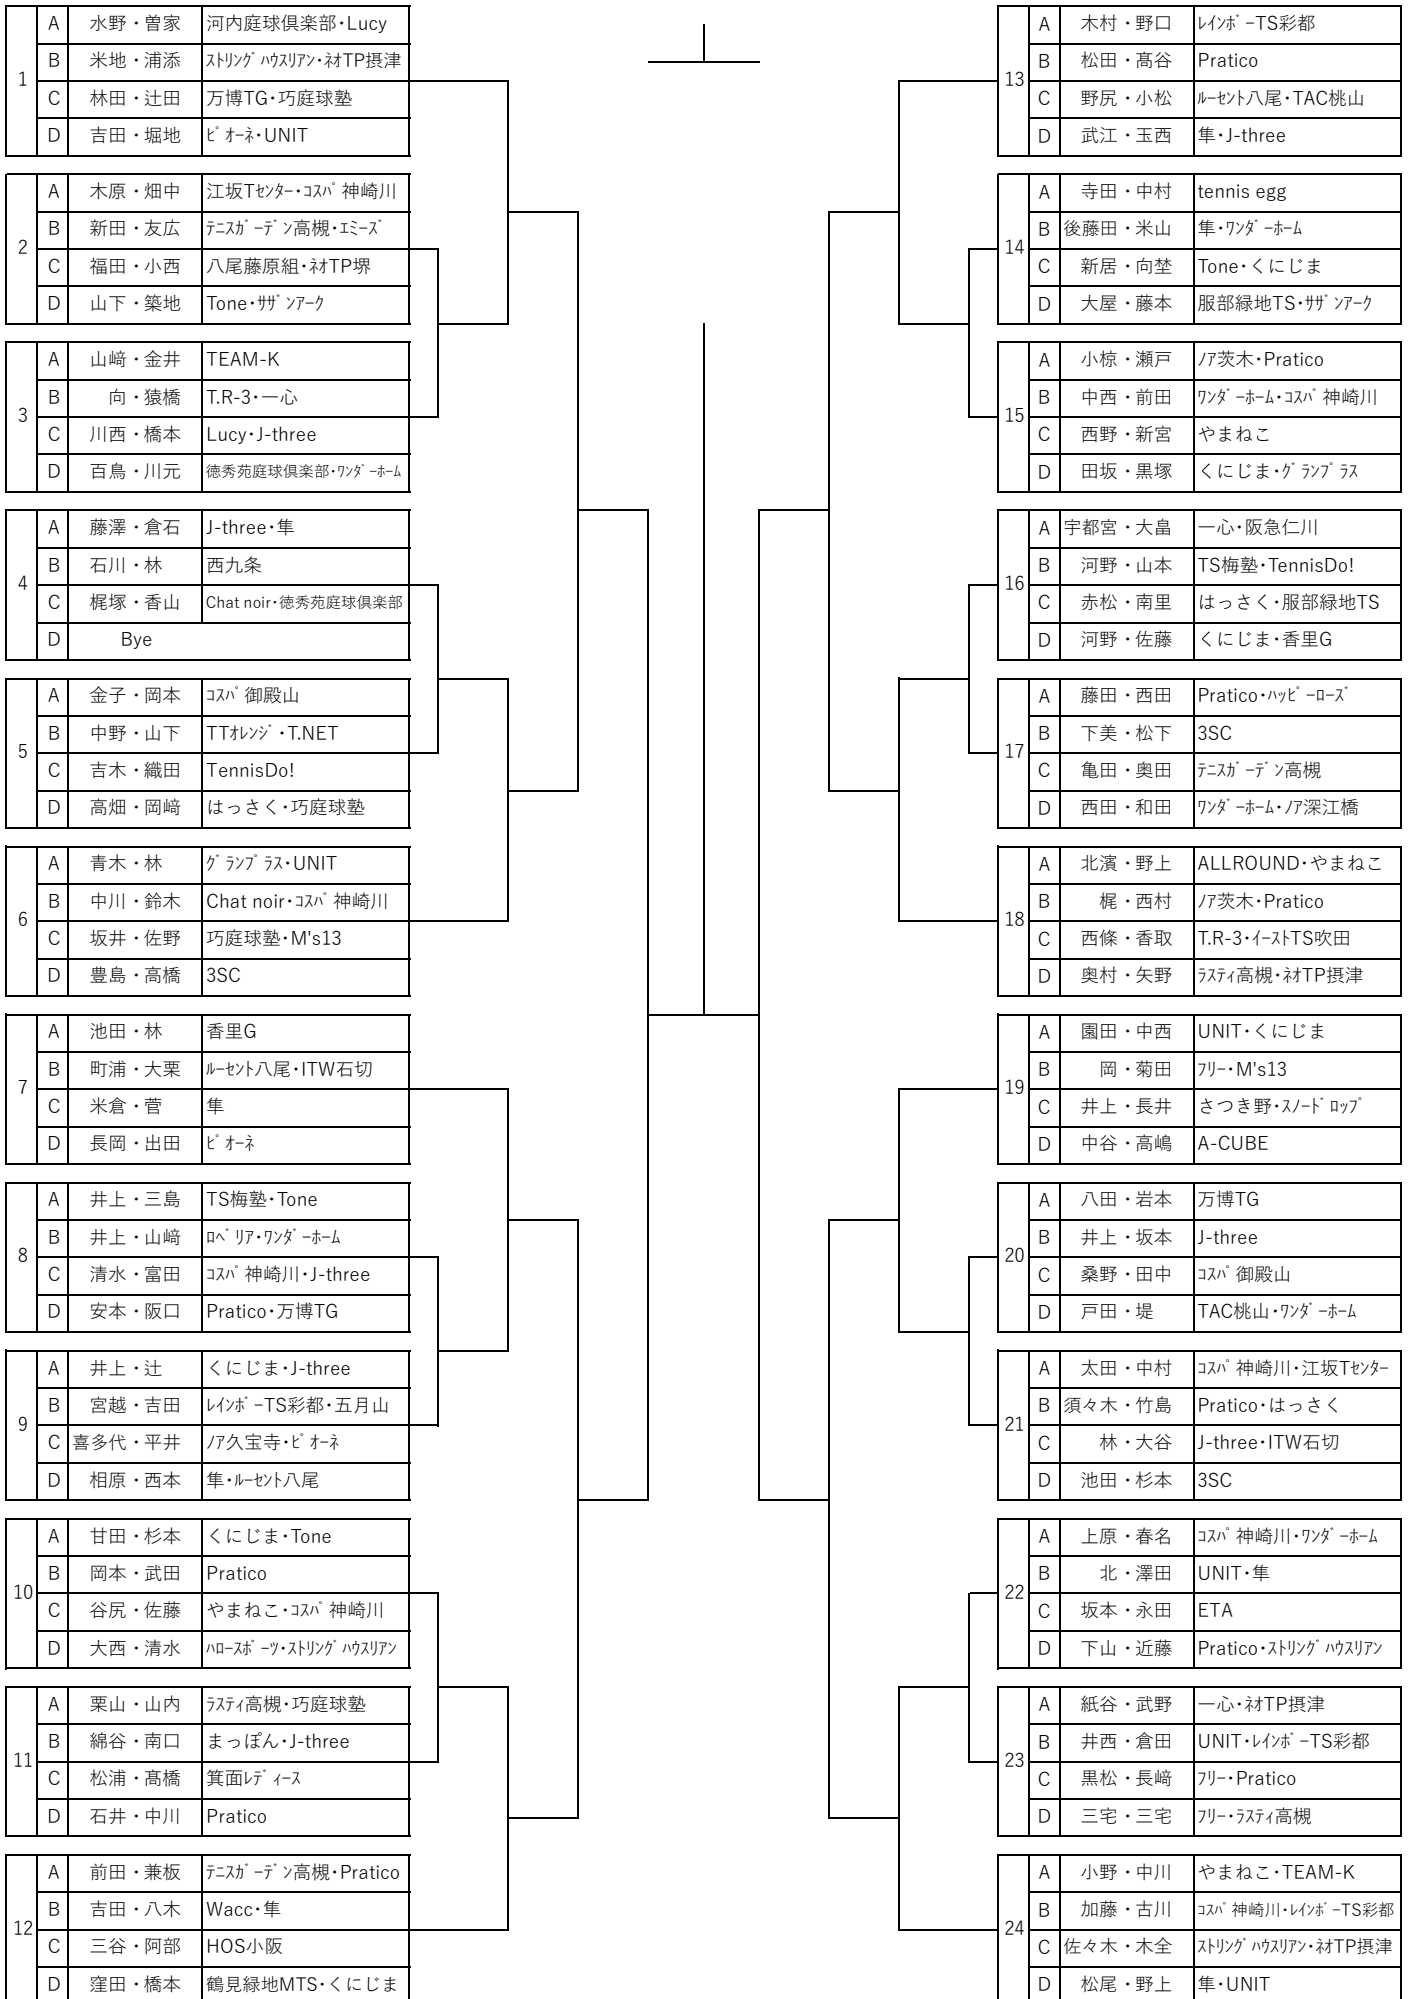 1
A 水野・曽家 河内庭球倶楽部・Lucy
B 米地・浦添 ｽﾄﾘﾝｸﾞﾊｳｽﾘｱﾝ・ﾈｵTP摂津
C 林田・辻田 万博TG・巧庭球塾
D 吉田・堀地 ﾋﾟｵｰﾈ・UNIT
2
A 木原・畑中 江坂Tｾﾝﾀｰ・ｺｽﾊﾟ神崎川
B 新田・友広 ﾃﾆｽｶﾞｰﾃﾞﾝ高槻・ｴﾐｰｽﾞ
C 福田・小西 八尾藤原組・ﾈｵTP堺
D 山下・築地 Tone・ｻｻﾞﾝｱｰｸ
3
A 山﨑・金井 TEAM-K
B 向・猿橋 T.R-3・一心
C 川西・橋本 Lucy・J-three
D 百鳥・川元 徳秀苑庭球倶楽部・ﾜﾝﾀﾞｰﾎｰﾑ
4
A 藤澤・倉石 J-three・隼
B 石川・林 西九条
C 梶塚・香山 Chat noir・徳秀苑庭球倶楽部
D Bye
5
A 金子・岡本 ｺｽﾊﾟ御殿山
B 中野・山下 TTｵﾚﾝｼﾞ・T.NET
C 吉木・織田 TennisDo!
D 高畑・岡﨑 はっさく・巧庭球塾
6
A 青木・林 ｸﾞﾗﾝﾌﾟﾗｽ・UNIT
B 中川・鈴木 Chat noir・ｺｽﾊﾟ神崎川
C 坂井・佐野 巧庭球塾・M's13
D 豊島・高橋 3SC
7
A 池田・林 香里G
B 町浦・大栗 ﾙｰｾﾝﾄ八尾・ITW石切
C 米倉・菅 隼
D 長岡・出田 ﾋﾟｵｰﾈ
8
A 井上・三島 TS梅塾・Tone
B 井上・山﨑 ﾛﾍﾞﾘｱ・ﾜﾝﾀﾞｰﾎｰﾑ
C 清水・富田 ｺｽﾊﾟ神崎川・J-three
D 安本・阪口 Pratico・万博TG
9
A 井上・辻 くにじま・J-three
B 宮越・吉田 ﾚｲﾝﾎﾞｰTS彩都・五月山
C 喜多代・平井 ﾉｱ久宝寺・ﾋﾟｵｰﾈ
D 相原・西本 隼・ﾙｰｾﾝﾄ八尾
10
A 甘田・杉本 くにじま・Tone
B 岡本・武田 Pratico
C 谷尻・佐藤 やまねこ・ｺｽﾊﾟ神崎川
D 大西・清水 ﾊﾛｰｽﾎﾟｰﾂ・ｽﾄﾘﾝｸﾞﾊｳｽﾘｱﾝ
11
A 栗山・山内 ﾗｽﾃｨ高槻・巧庭球塾
B 綿谷・南口 まっぽん・J-three
C 松浦・髙橋 箕面ﾚﾃﾞｨｰｽ
D 石井・中川 Pratico
12
A 前田・兼板 ﾃﾆｽｶﾞｰﾃﾞﾝ高槻・Pratico
B 吉田・八木 Wacc・隼
C 三谷・阿部 HOS小阪
D 窪田・橋本 鶴見緑地MTS・くにじま
13
A 木村・野口 ﾚｲﾝﾎﾞｰTS彩都
B 松田・髙谷 Pratico
C 野尻・小松 ﾙｰｾﾝﾄ八尾・TAC桃山
D 武江・玉西 隼・J-three
14
A 寺田・中村 tennis egg
B 後藤田・米山 隼・ﾜﾝﾀﾞｰﾎｰﾑ
C 新居・向埜 Tone・くにじま
D 大屋・藤本 服部緑地TS・ｻｻﾞﾝｱｰｸ
15
A 小椋・瀬戸 ﾉｱ茨木・Pratico
B 中西・前田 ﾜﾝﾀﾞｰﾎｰﾑ・ｺｽﾊﾟ神崎川
C 西野・新宮 やまねこ
D 田坂・黒塚 くにじま・ｸﾞﾗﾝﾌﾟﾗｽ
16
A 宇都宮・大畠 一心・阪急仁川
B 河野・山本 TS梅塾・TennisDo!
C 赤松・南里 はっさく・服部緑地TS
D 河野・佐藤 くにじま・香里G
17
A 藤田・西田 Pratico・ﾊｯﾋﾟｰﾛｰｽﾞ
B 下美・松下 3SC
C 亀田・奥田 ﾃﾆｽｶﾞｰﾃﾞﾝ高槻
D 西田・和田 ﾜﾝﾀﾞｰﾎｰﾑ・ﾉｱ深江橋
18
A 北濱・野上 ALLROUND・やまねこ
B 梶・西村 ﾉｱ茨木・Pratico
C 西條・香取 T.R-3・ｲｰｽﾄTS吹田
D 奥村・矢野 ﾗｽﾃｨ高槻・ﾈｵTP摂津
19
A 園田・中西 UNIT・くにじま
B 岡・菊田 ﾌﾘｰ・M's13
C 井上・長井 さつき野・ｽﾉｰﾄﾞﾛｯﾌﾟ
D 中谷・高嶋 A-CUBE
20
A 八田・岩本 万博TG
B 井上・坂本 J-three
C 桑野・田中 ｺｽﾊﾟ御殿山
D 戸田・堤 TAC桃山・ﾜﾝﾀﾞｰﾎｰﾑ
21
A 太田・中村 ｺｽﾊﾟ神崎川・江坂Tｾﾝﾀｰ
B 須々木・竹島 Pratico・はっさく
C 林・大谷 J-three・ITW石切
D 池田・杉本 3SC
22
A 上原・春名 ｺｽﾊﾟ神崎川・ﾜﾝﾀﾞｰﾎｰﾑ
B 北・澤田 UNIT・隼
C 坂本・永田 ETA
D 下山・近藤 Pratico・ｽﾄﾘﾝｸﾞﾊｳｽﾘｱﾝ
23
A 紙谷・武野 一心・ﾈｵTP摂津
B 井西・倉田 UNIT・ﾚｲﾝﾎﾞｰTS彩都
C 黒松・長﨑 ﾌﾘｰ・Pratico
D 三宅・三宅 ﾌﾘｰ・ﾗｽﾃｨ高槻
24
A 小野・中川 やまねこ・TEAM-K
B 加藤・古川 ｺｽﾊﾟ神崎川・ﾚｲﾝﾎﾞｰTS彩都
C 佐々木・木全 ｽﾄﾘﾝｸﾞﾊｳｽﾘｱﾝ・ﾈｵTP摂津
D 松尾・野上 隼・UNIT